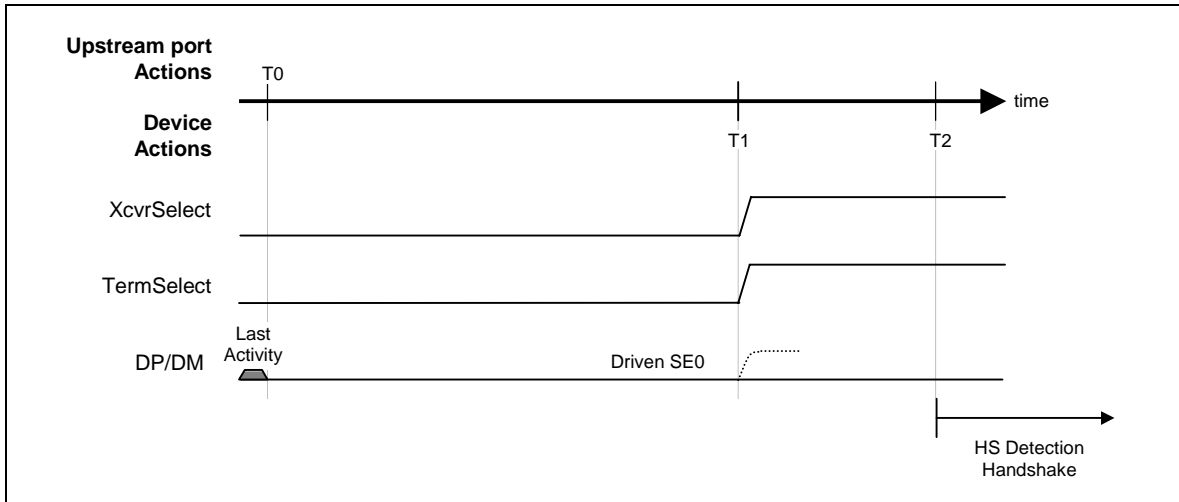 Upstream port
Actions
T0
time
Device
Actions
T1
T2
XcvrSelect
TermSelect
Last
Activity
DP/DM
Driven SE0
HS Detection
Handshake